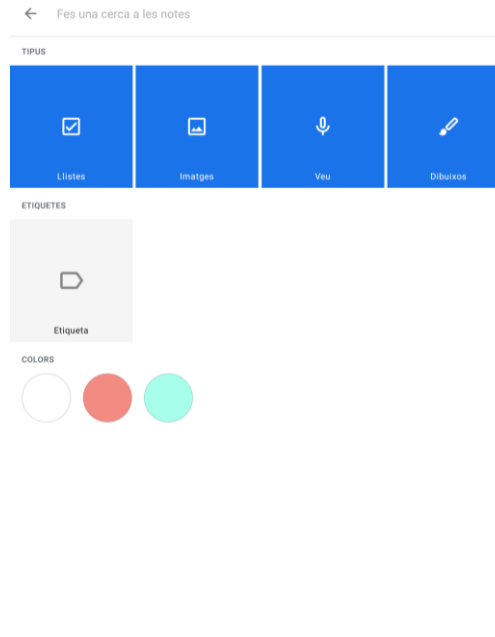 Fes una cerca a les notes
TIPUS
Llistes Imatges Veu Dibuixos
ETIQUETES
Etiqueta
COLORS